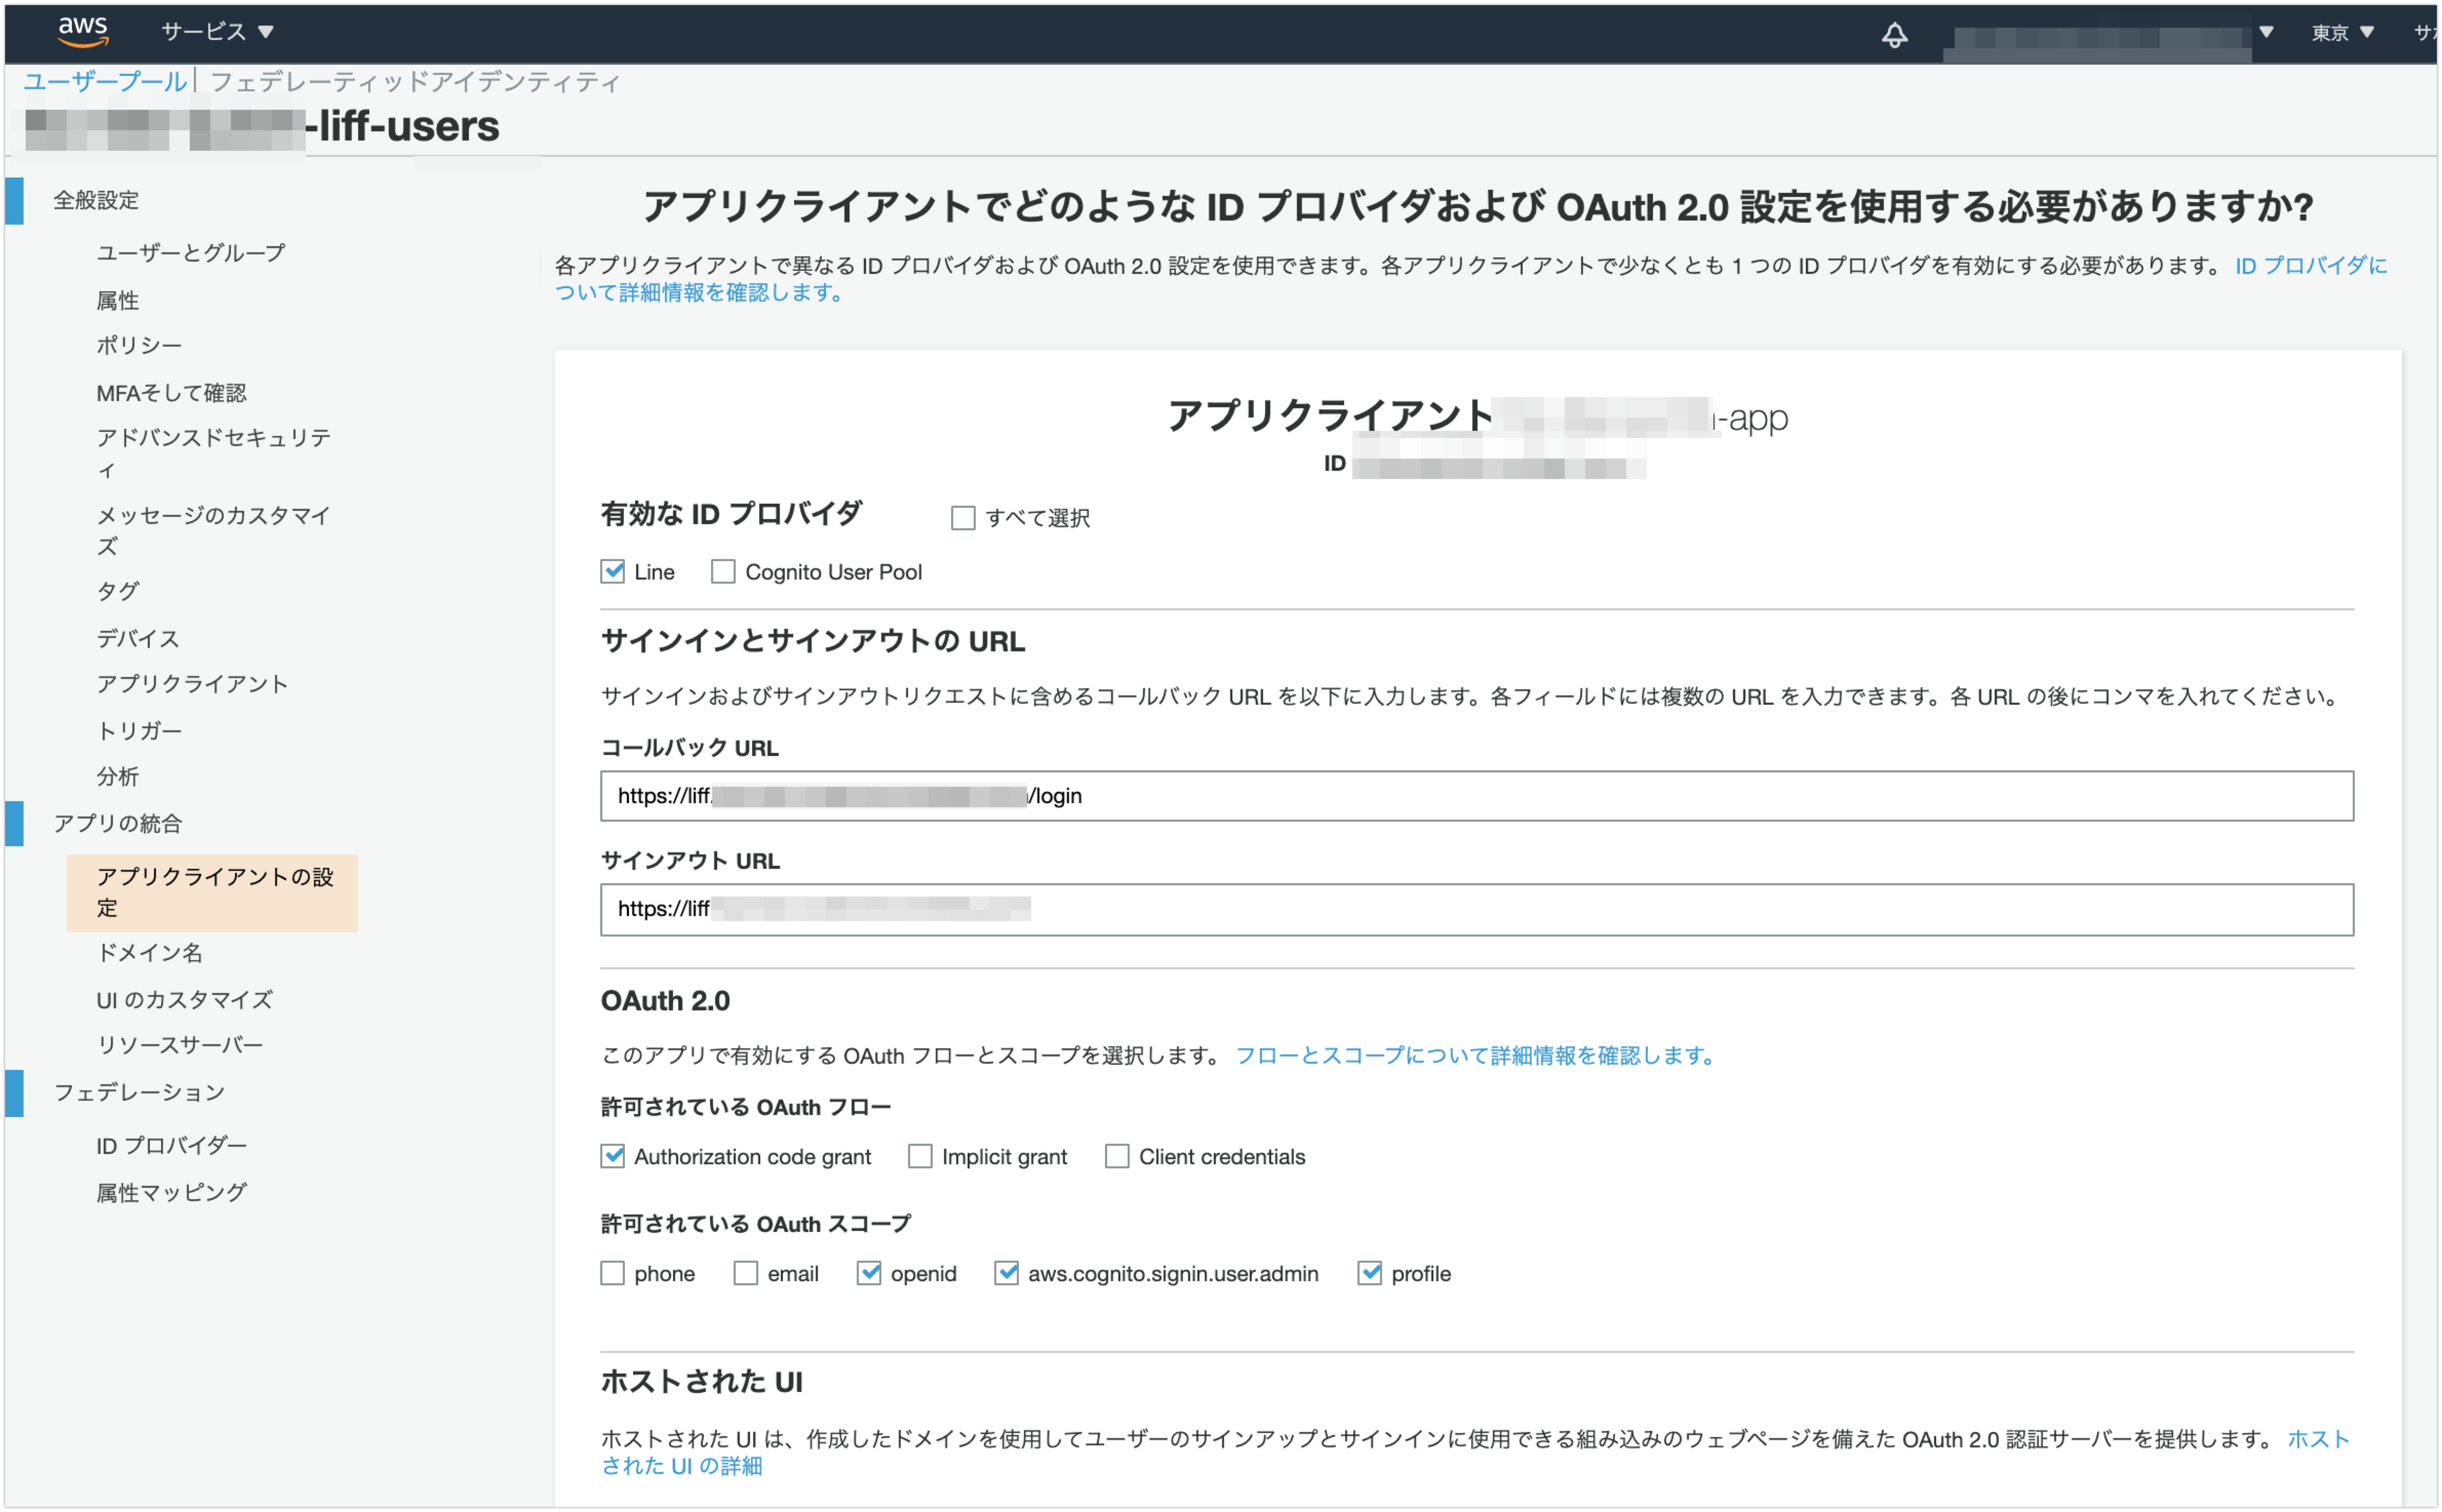 aws サービス ▼ ▼ 東京 ▼ サ
ユーザープール | フェデレーティッドアイデンティティ
-liff-users
全般設定
ユーザーとグループ
属性
ポリシー
MFAそして確認
アドバンスドセキュリテ
ィ
メッセージのカスタマイ
ズ
タグ
デバイス
アプリクライアント
トリガー
分析
アプリの統合
アプリクライアントの設
定
ドメイン名
UI のカスタマイズ
リソースサーバー
フェデレーション
ID プロバイダー
属性マッピング
アプリクライアントでどのような ID プロバイダおよび OAuth 2.0 設定を使用する必要がありますか?
各アプリクライアントで異なる ID プロバイダおよび OAuth 2.0 設定を使用できます。各アプリクライアントで少なくとも 1 つの ID プロバイダを有効にする必要があります。 ID プロバイダに
ついて詳細情報を確認します。
アプリクライアント -app
ID
有効な ID プロバイダ すべて選択
Line Cognito User Pool
サインインとサインアウトの URL
サインインおよびサインアウトリクエストに含めるコールバック URL を以下に入力します。各フィールドには複数の URL を入力できます。各 URL の後にコンマを入れてください。
コールバック URL
https://liff. /login
サインアウト URL
https://liff
OAuth 2.0
このアプリで有効にする OAuth フローとスコープを選択します。 フローとスコープについて詳細情報を確認します。
許可されている OAuth フロー
Authorization code grant Implicit grant Client credentials
許可されている OAuth スコープ
phone email openid aws.cognito.signin.user.admin profile
ホストされた UI
ホストされた UI は、作成したドメインを使用してユーザーのサインアップとサインインに使用できる組み込みのウェブページを備えた OAuth 2.0 認証サーバーを提供します。 ホスト
された UI の詳細